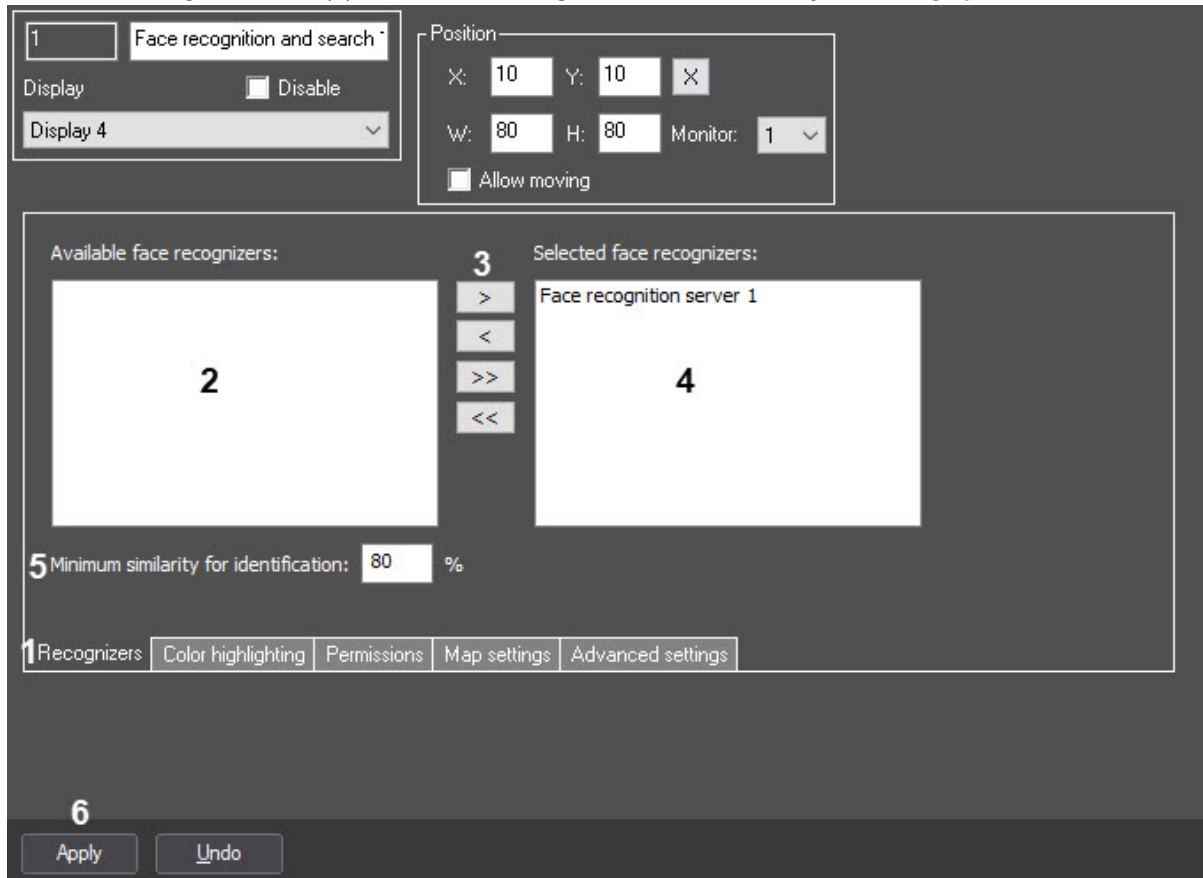 1 Face recognition and search
Display Disable
Display 4
Position
X: 10 Y: 10 X
W: 80 H: 80 Monitor: 1
Allow moving
Available face recognizers:
3
Selected face recognizers:
>
<
>>
<<
Face recognition server 1
2
4
5 Minimum similarity for identification: 80 %
1 Recognizers Color highlighting Permissions Map settings Advanced settings
6
Apply Undo